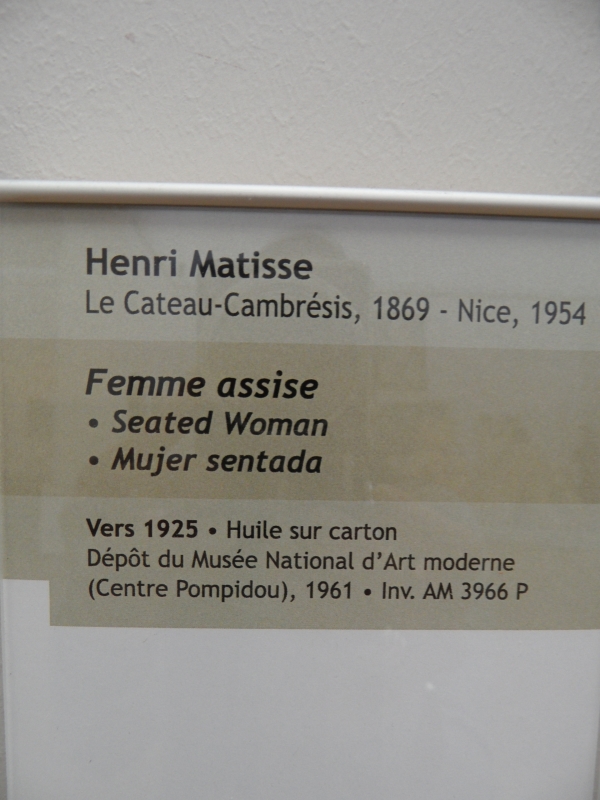 Henri Matisse
Le Cateau-Cambrésis, 1869 - Nice, 1954
Femme assise
• Seated Woman
• Mujer sentada
Vers 1925 • Huile sur carton
Dépôt du Musée National d'Art moderne
(Centre Pompidou), 1961 • Inv. AM 3966 P